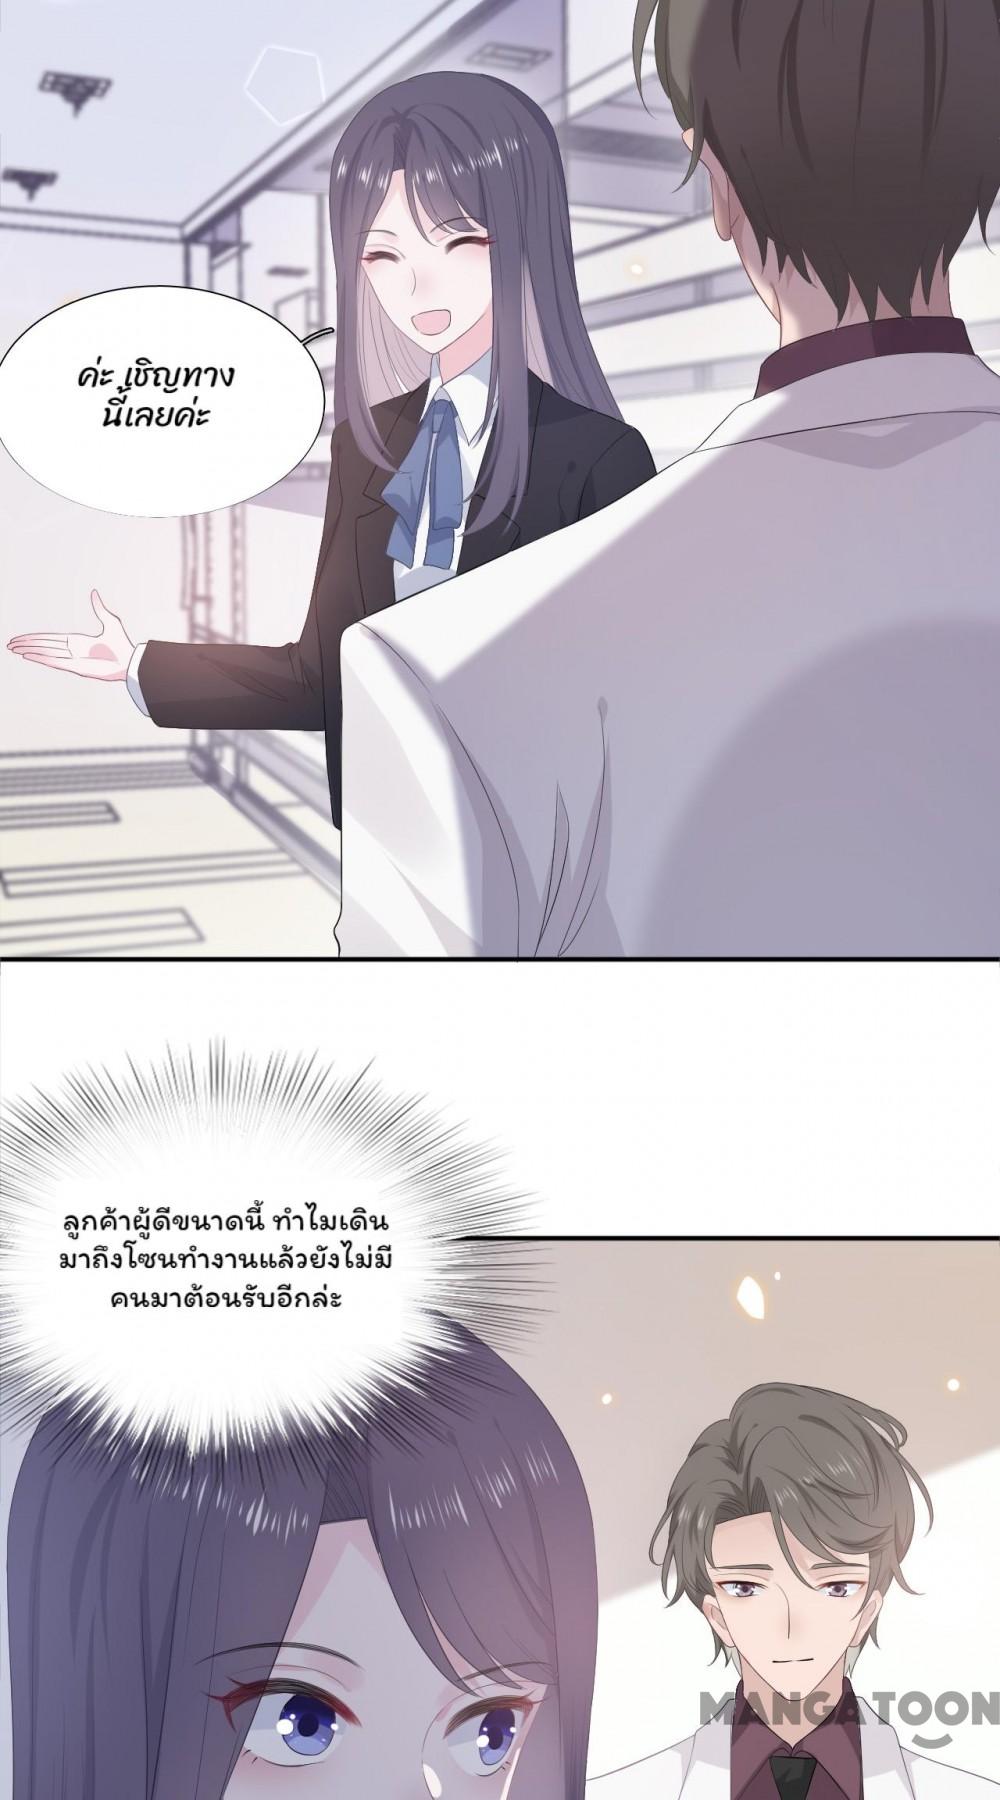 ค่ะ เชิญทาง
นี้เลยค่ะ
ลูกค้าผู้ดีขนาดนี้ ทำไมเดิน
มาถึงโซนทำงานแล้วยังไม่มี
คนมาต้อนรับอีกล่ะ
MANGATOON